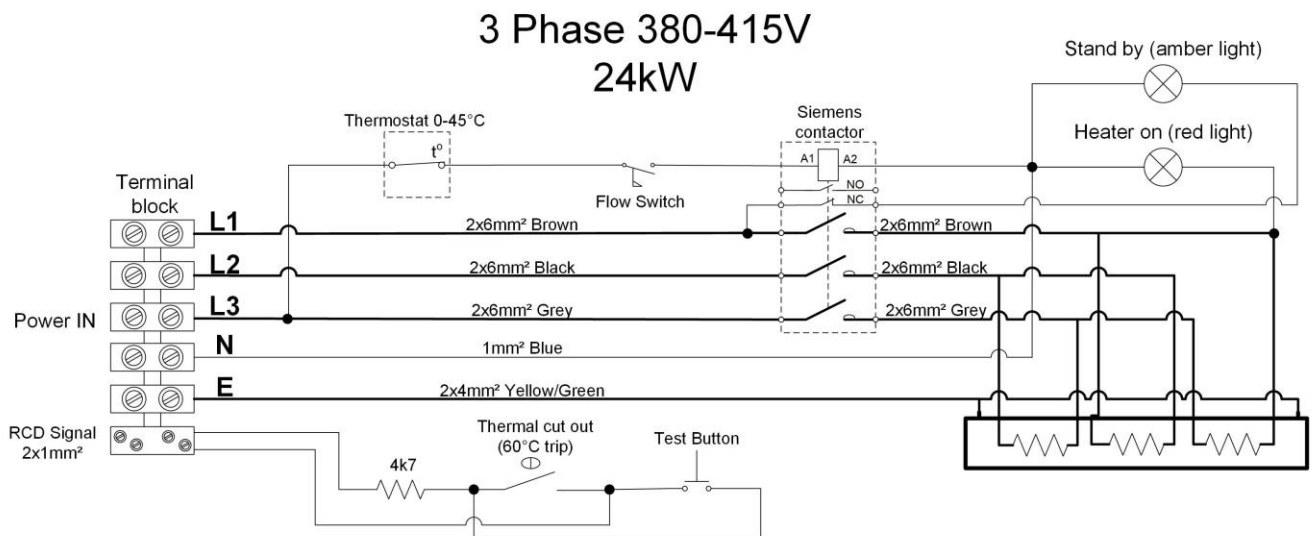 3 Phase 380-415V
24kW
Stand by (amber light)
Heater on (red light)
Thermostat 0-45°C
t°
Siemens
contactor
A1
A2
NO
NC
Flow Switch
Terminal
block
L1
2x6mm² Brown
2x6mm² Brown
L2
2x6mm² Black
2x6mm² Black
Power IN
L3
2x6mm² Grey
2x6mm² Grey
N
1mm² Blue
E
2x4mm² Yellow/Green
RCD Signal
2x1mm²
4k7
Thermal cut out
(60°C trip)
Test Button